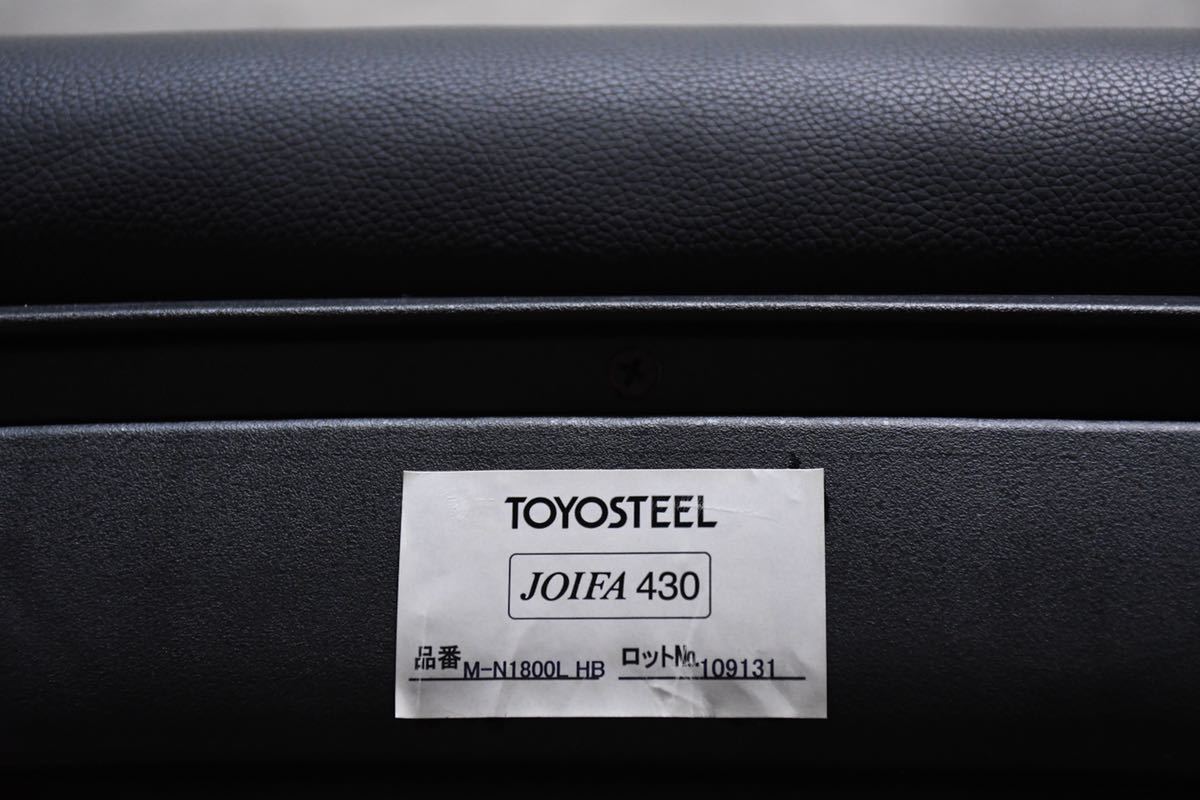 TOYOSTEEL
JOIFA 430
品番 M-N1800L HB ロットNo. 109131